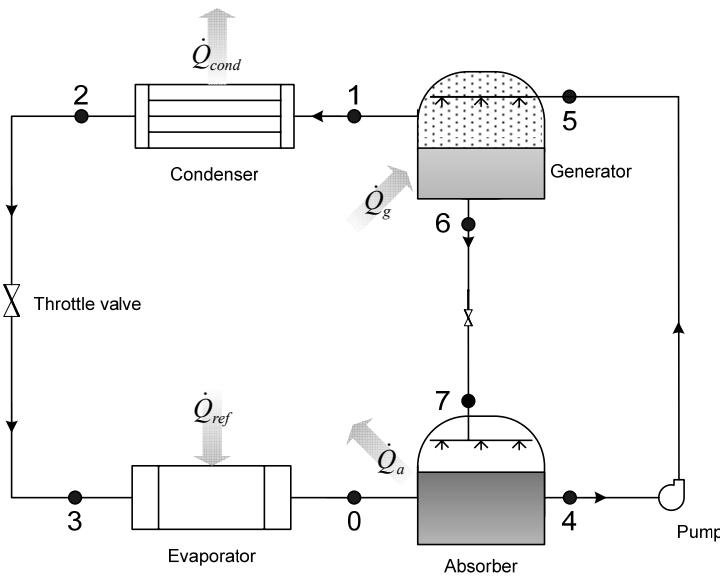 Q̇cond
2
1
5
Condenser
Generator
Q̇g
6
Throttle valve
7
Q̇ref
Q̇a
3
0
4
Pump
Evaporator
Absorber